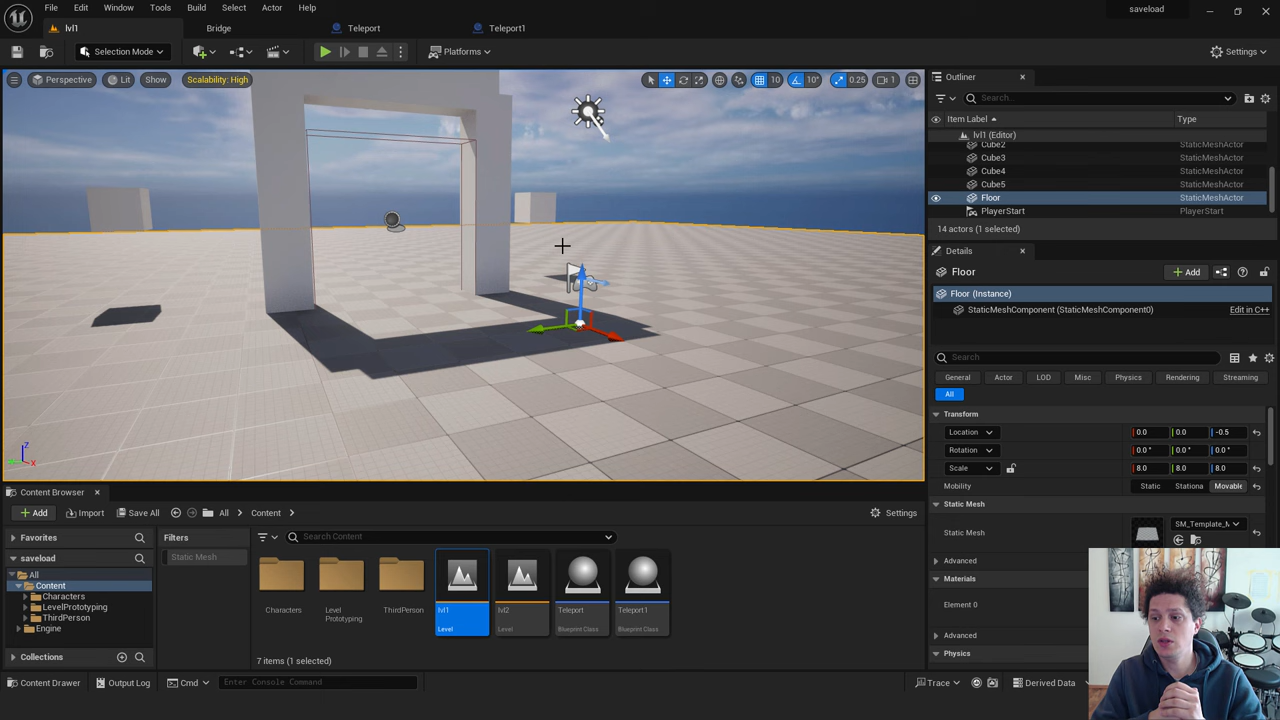 File Edit Window Tools Build Select Actor Help
saveload
lvl1 Bridge Teleport Teleport1
Selection Mode Platforms Settings
Perspective Lit Show Scalability: High 10 10° 0.25 1
Outliner
Search...
Item Label Type
lvl1 (Editor)
Cube2 StaticMeshActor
Cube3 StaticMeshActor
Cube4 StaticMeshActor
Cube5 StaticMeshActor
Floor StaticMeshActor
PlayerStart PlayerStart
14 actors (1 selected)
Details
Floor
Add
Floor (Instance)
StaticMeshComponent (StaticMeshComponent0) Edit in C++
Search
General Actor LOD Misc Physics Rendering Streaming
All
Transform
Location 0.0 0.0 -0.5
Rotation 0.0° 0.0° 0.0°
Scale 8.0 8.0 8.0
Mobility Static Stationa Movable
Static Mesh
Static Mesh SM_Template_M
Advanced
Materials
Element 0
Advanced
Physics
Z
X
Content Browser
Add Import Save All All Content Settings
Favorites
saveload
All
Content
Characters
LevelPrototyping
ThirdPerson
Engine
Collections
Filters
Static Mesh
Search Content
Characters
Level
Prototyping
ThirdPerson
lvl1
Level
lvl2
Level
Teleport
Blueprint Class
Teleport1
Blueprint Class
7 items (1 selected)
Content Drawer Output Log Cmd Enter Console Command Trace Derived Data